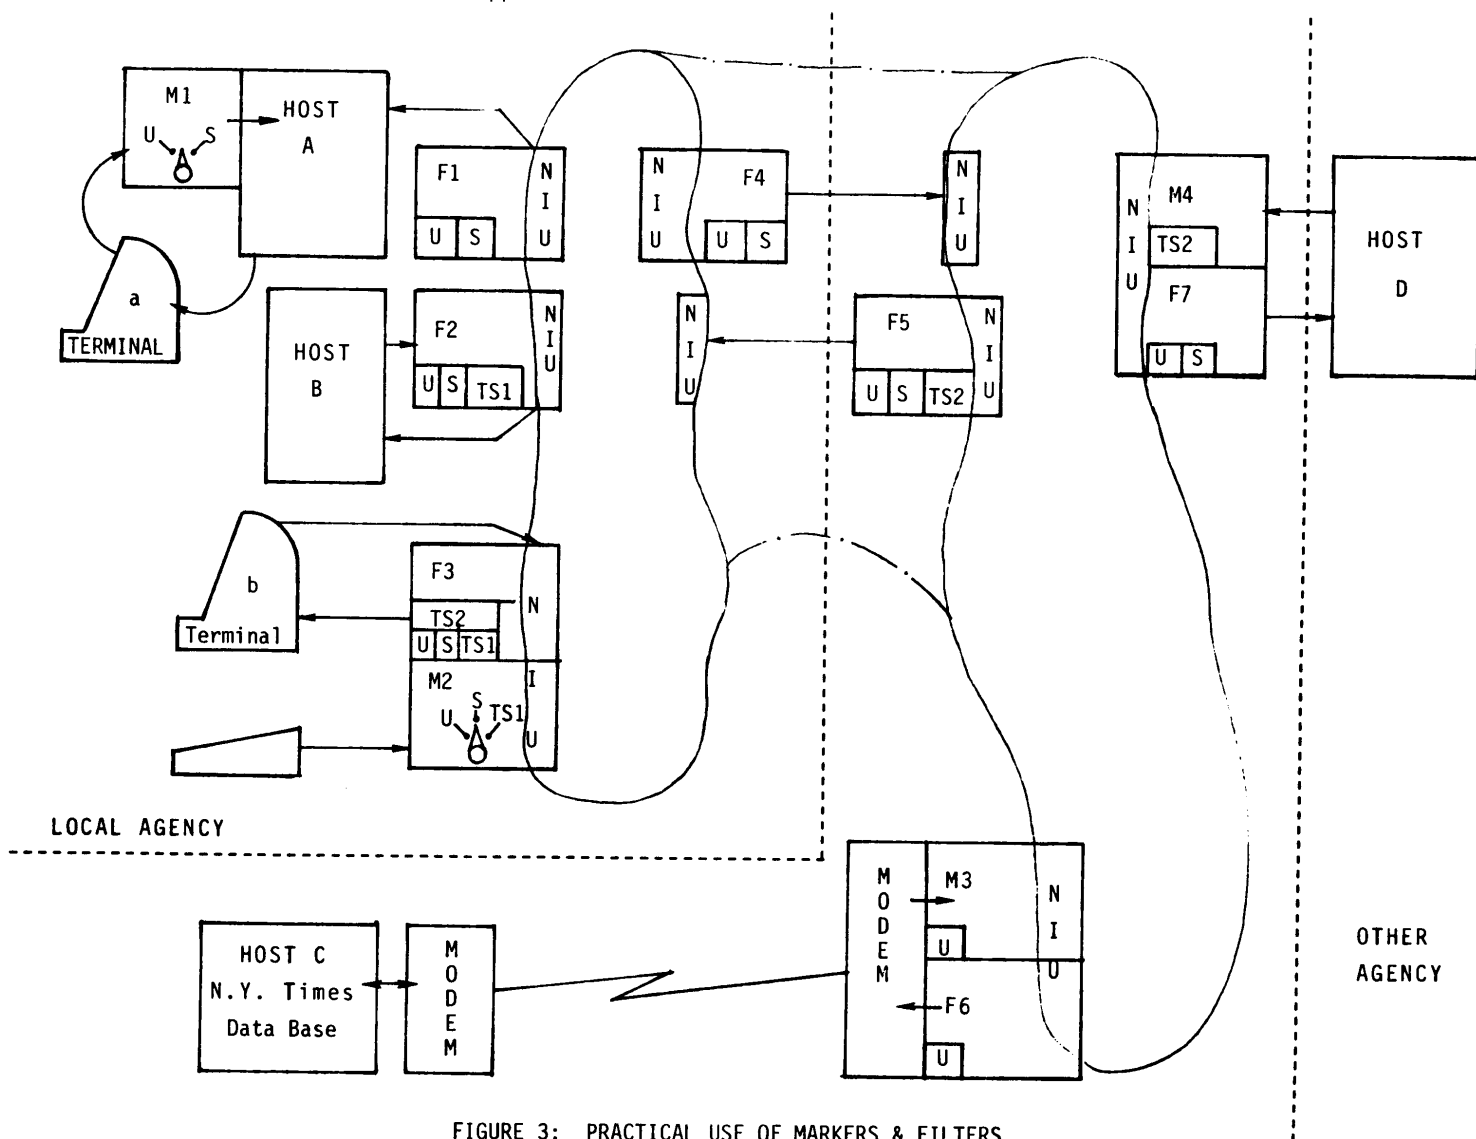 M1
U S
HOST
A
a
TERMINAL
F1
U S
NIU
HOST
B
F2
U S TS1
NIU
NIU
F4
U S
NIU
NIU
F5
U S TS2
NIU
NIU
M4
TS2
F7
U S
HOST
D
b
Terminal
F3
TS2
U S TS1
M2
U S TS1
NIU
LOCAL AGENCY
HOST C
N.Y. Times
Data Base
MODEM
MODEM
M3
U
F6
U
NIU
OTHER
AGENCY
FIGURE 3: PRACTICAL USE OF MARKERS & FILTERS